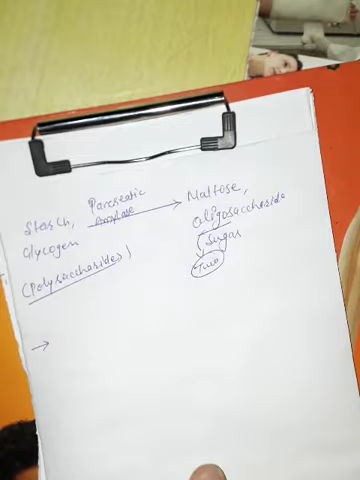 Starch,
Glycogen
(Polysaccharides)
Pancreatic
Amylase
Maltose,
Oligosaccharide
(Sugar
Two